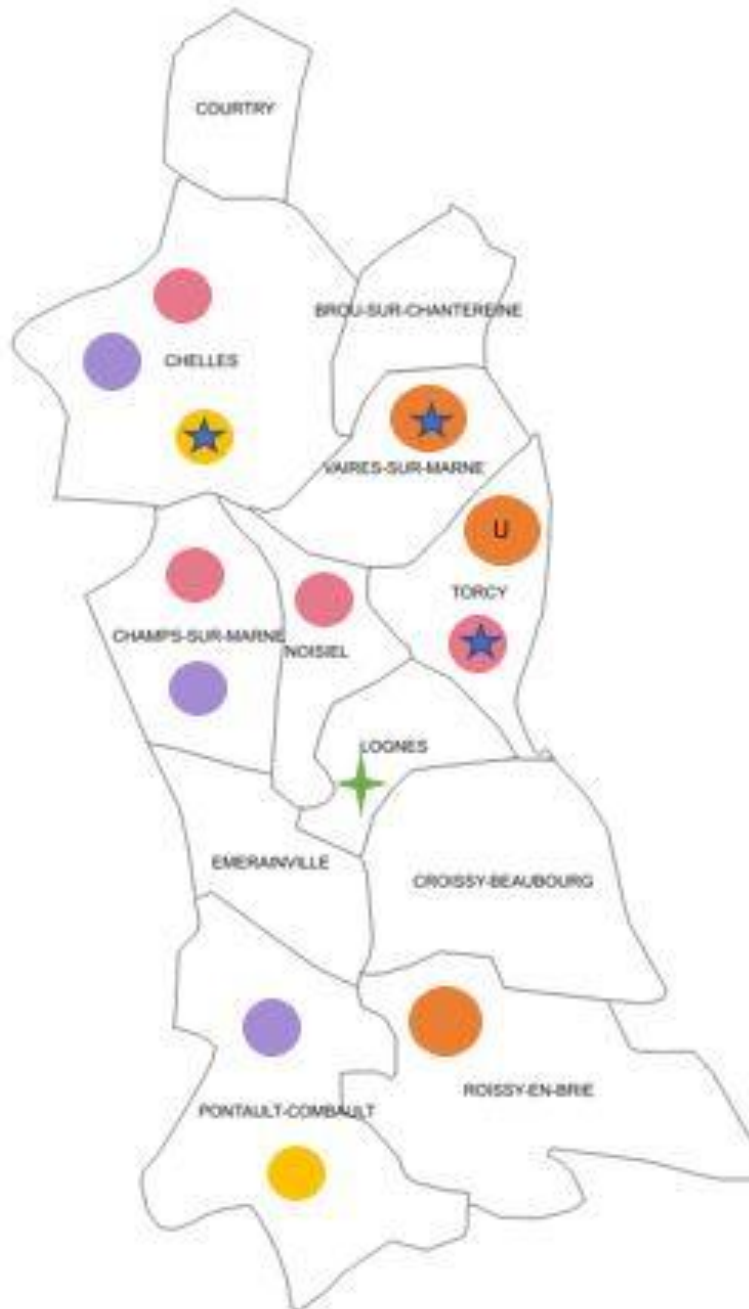 COURTRY
BROU-SUR-CHANTEREINE
CHELLES
VAIRES-SUR-MARNE
U
TORCY
CHAMPS-SUR-MARNE
NOISIEL
LOGNES
EMERAINVILLE
CROISSY-BEAUBOURG
ROISSY-EN-BRIE
PONTAULT-COMBAULT